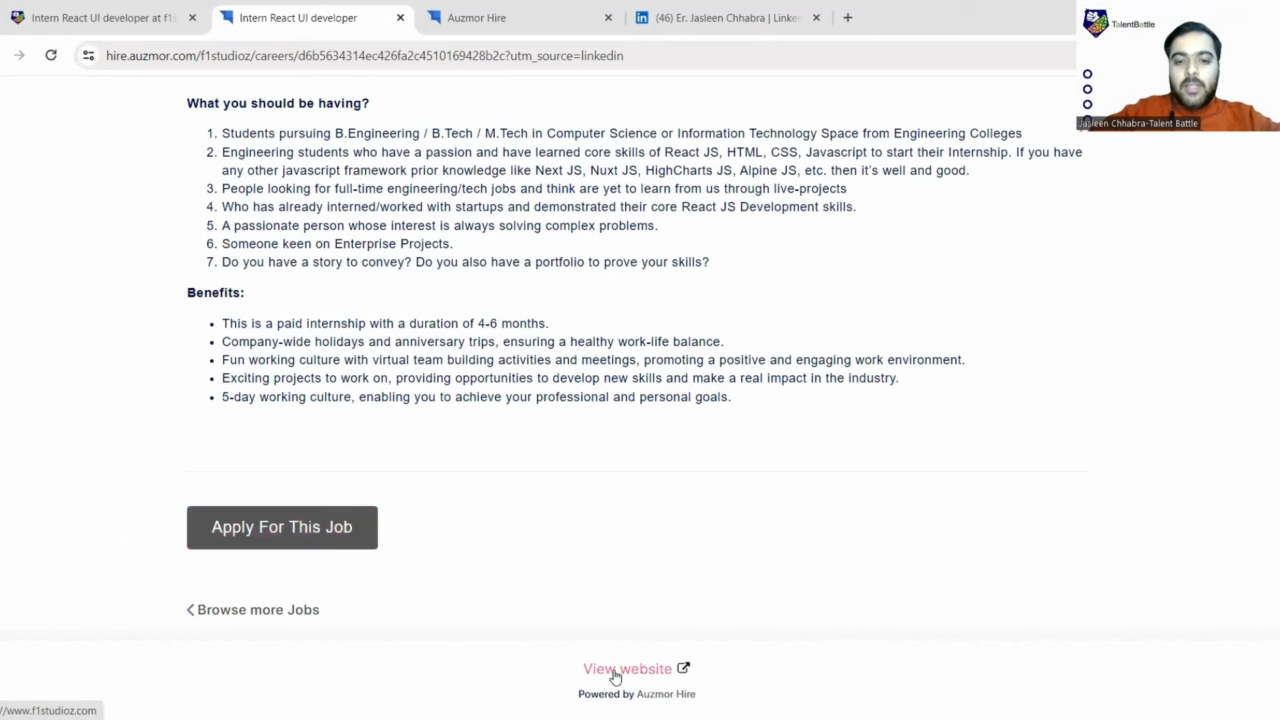 Intern React UI developer at f1s
Intern React UI developer
Auzmor Hire
(46) Er. Jasleen Chhabra | Linke
hire.auzmor.com/f1studioz/careers/d6b5634314ec426fa2c4510169428b2c?utm_source=linkedin
TalentBattle
Jasleen Chhabra-Talent Battle
What you should be having?
1. Students pursuing B.Engineering / B.Tech / M.Tech in Computer Science or Information Technology Space from Engineering Colleges
2. Engineering students who have a passion and have learned core skills of React JS, HTML, CSS, Javascript to start their Internship. If you have
any other javascript framework prior knowledge like Next JS, Nuxt JS, HighCharts JS, Alpine JS, etc. then it's well and good.
3. People looking for full-time engineering/tech jobs and think are yet to learn from us through live-projects
4. Who has already interned/worked with startups and demonstrated their core React JS Development skills.
5. A passionate person whose interest is always solving complex problems.
6. Someone keen on Enterprise Projects.
7. Do you have a story to convey? Do you also have a portfolio to prove your skills?
Benefits:
• This is a paid internship with a duration of 4-6 months.
• Company-wide holidays and anniversary trips, ensuring a healthy work-life balance.
• Fun working culture with virtual team building activities and meetings, promoting a positive and engaging work environment.
• Exciting projects to work on, providing opportunities to develop new skills and make a real impact in the industry.
• 5-day working culture, enabling you to achieve your professional and personal goals.
Apply For This Job
Browse more Jobs
View website
Powered by Auzmor Hire
//www.f1studioz.com